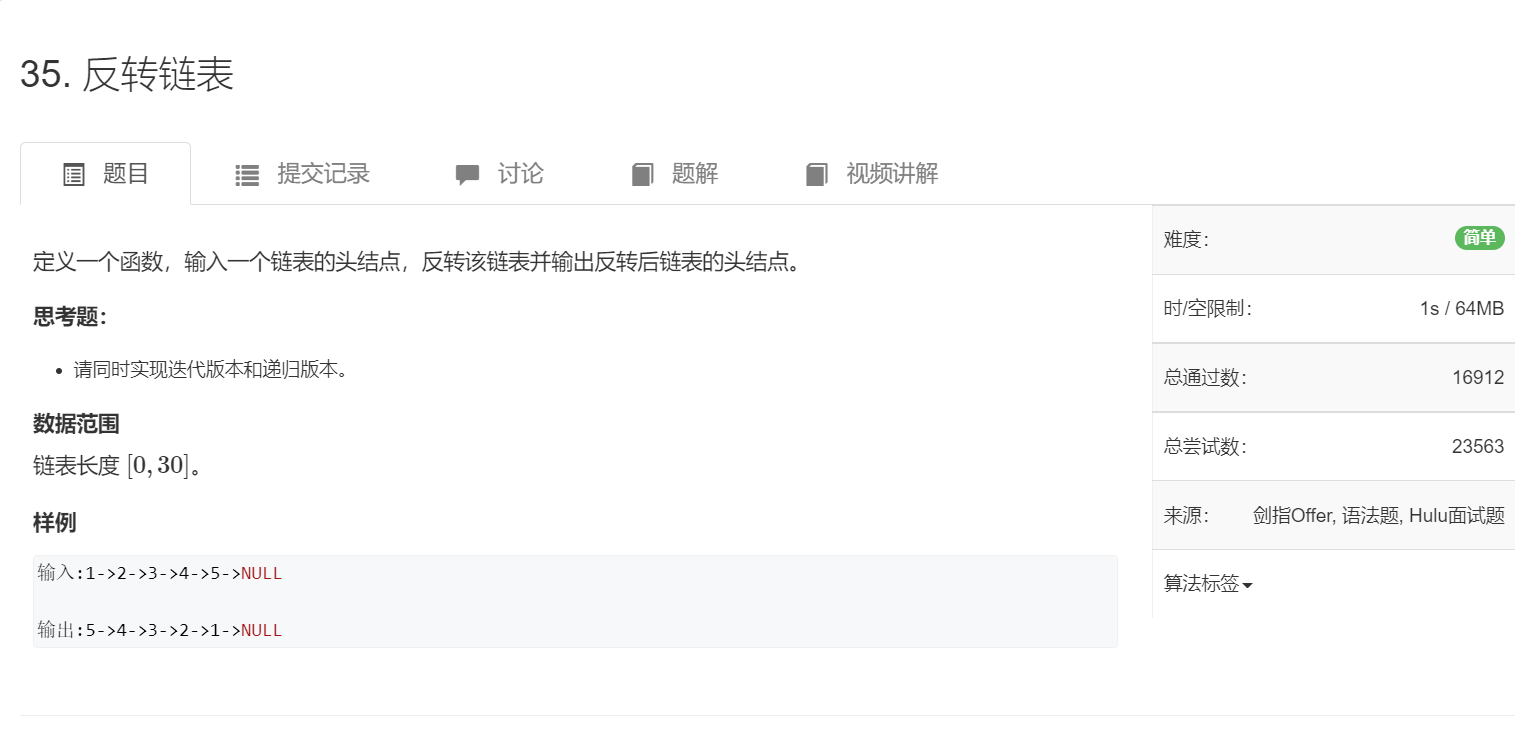 35. 反转链表
题目 提交记录 讨论 题解 视频讲解
定义一个函数，输入一个链表的头结点，反转该链表并输出反转后链表的头结点。
思考题：
• 请同时实现迭代版本和递归版本。
数据范围
链表长度 [0, 30]。
样例
输入:1->2->3->4->5->NULL
输出:5->4->3->2->1->NULL
难度： 简单
时/空限制： 1s / 64MB
总通过数： 16912
总尝试数： 23563
来源： 剑指Offer, 语法题, Hulu面试题
算法标签